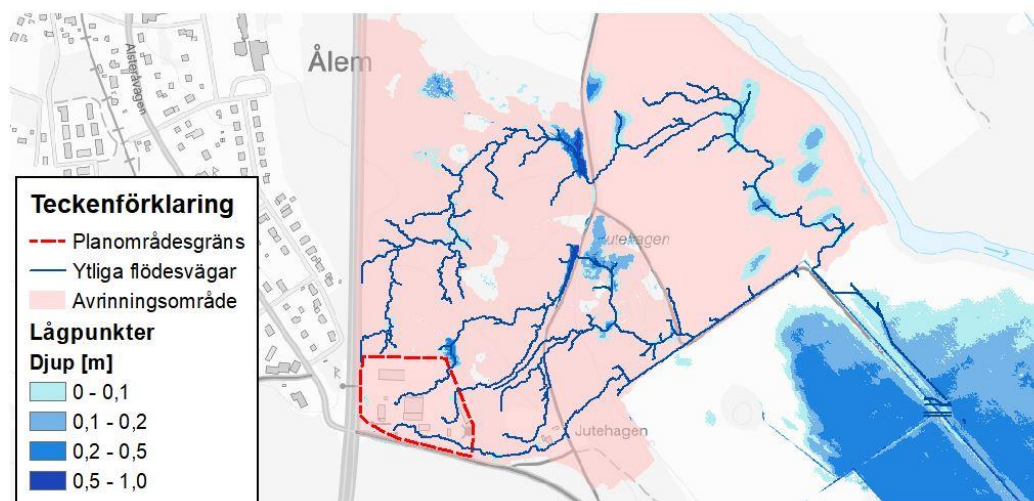 Ålem
Alsteråvägen
Jutehagen
Jutehagen
Teckenförklaring
Planområdesgräns
Ytliga flödesvägar
Avrinningsområde
Lågpunkter
Djup [m]
0 - 0,1
0,1 - 0,2
0,2 - 0,5
0,5 - 1,0